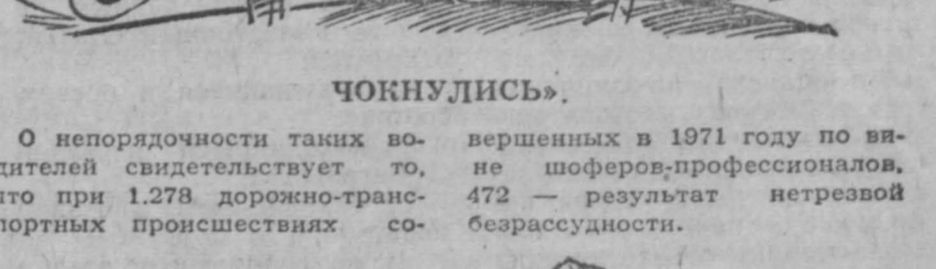 ЧОКНУЛИСЬ».
О непорядочности таких во-
дителей свидетельствует то,
что при 1.278 дорожно-транс-
портных происшествиях со-
вершенных в 1971 году по ви-
не шоферов-профессионалов,
472 — результат нетрезвой
безрассудности.